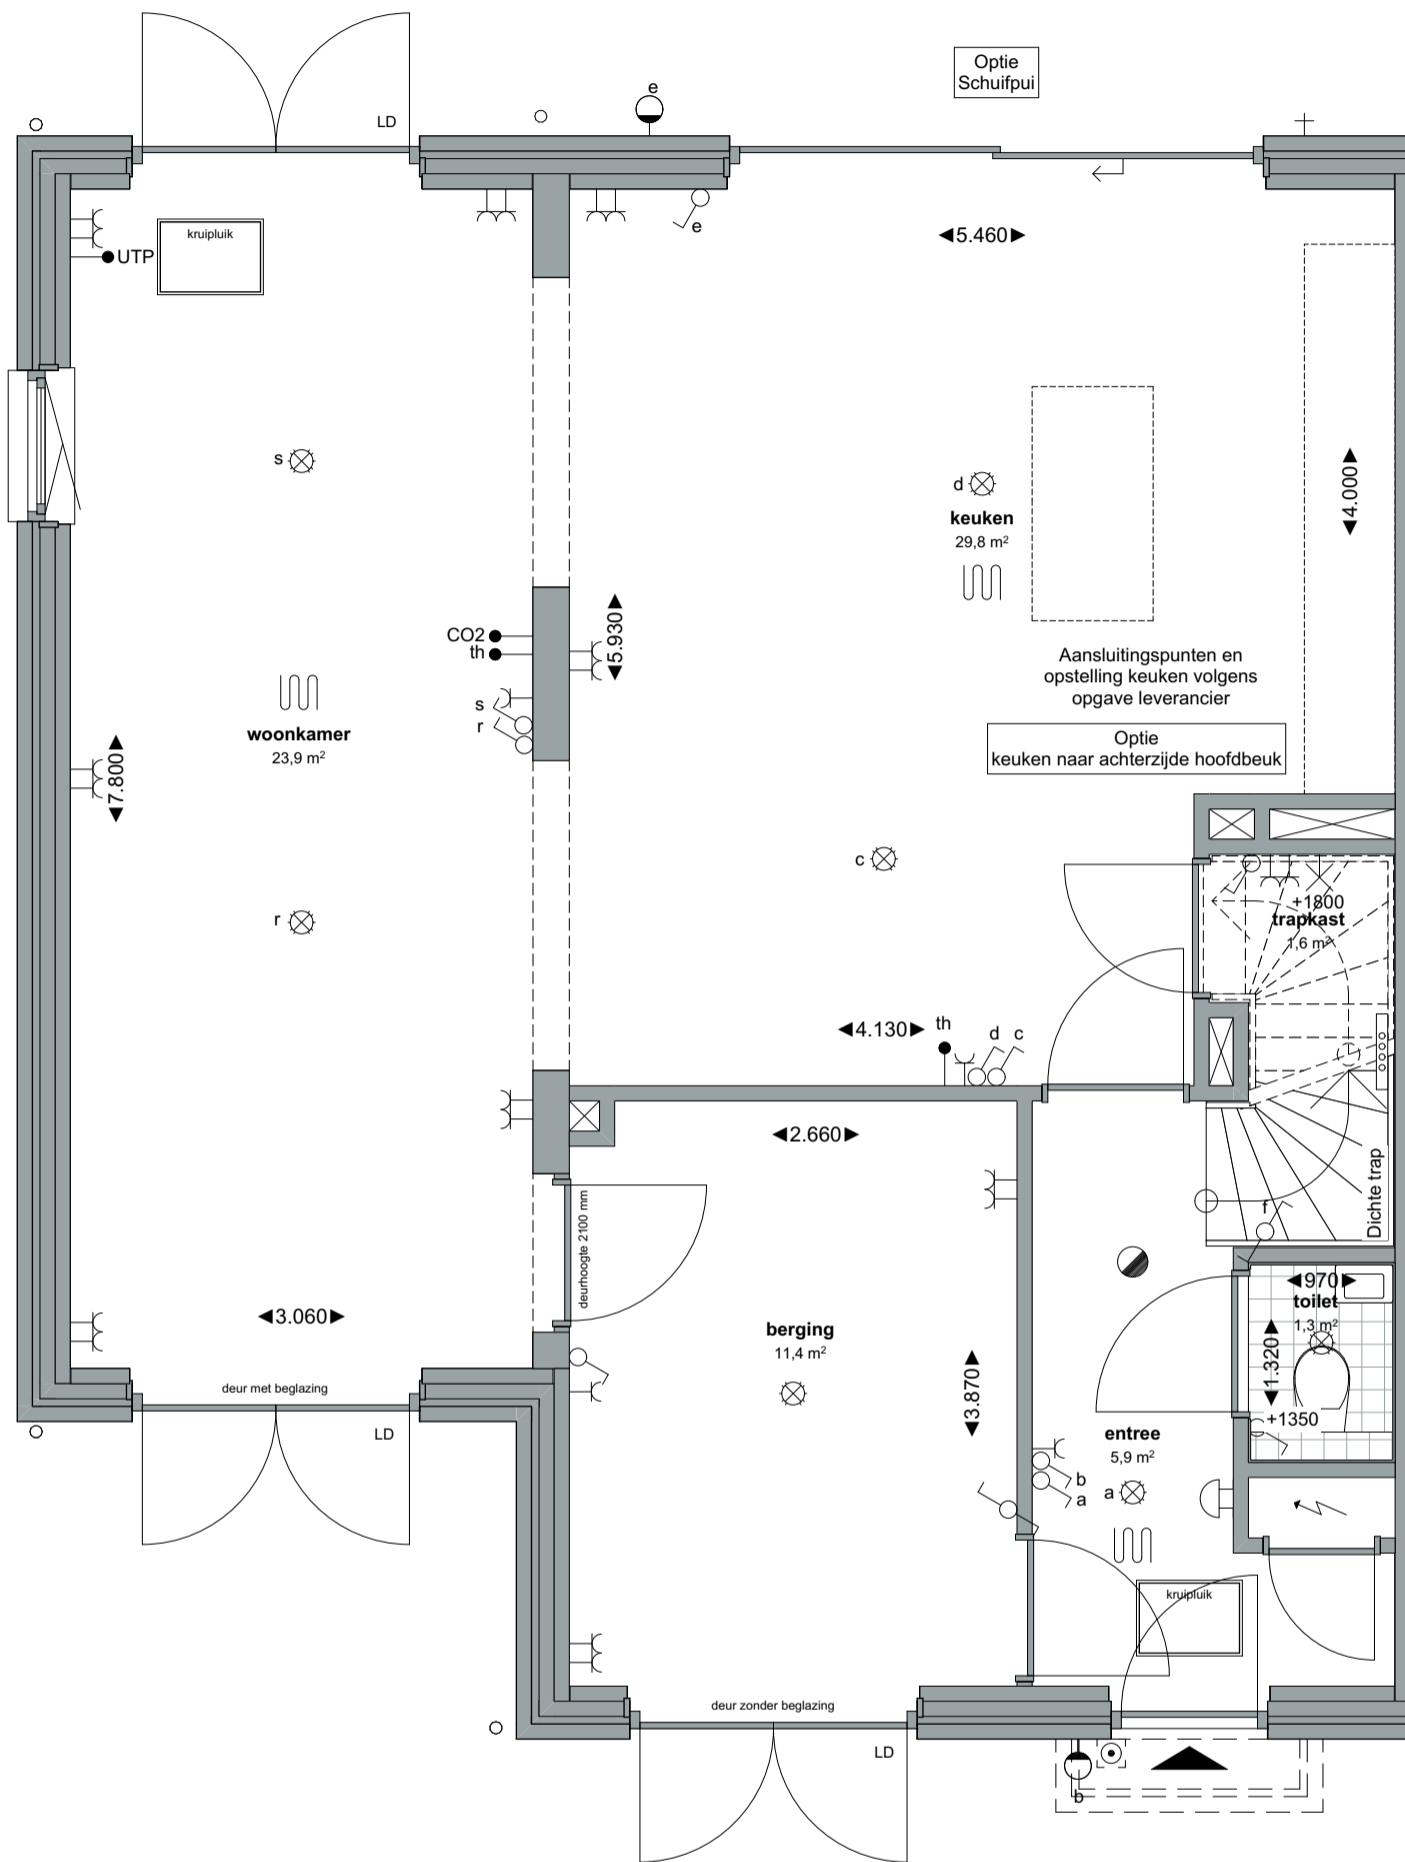 Optie
Schuifpui
e
LD
kruipluik
UTP
e
◀5.460▶
s
d
keuken
29,8 m²
◀4.000▶
CO2
th
◀5.930▶
s
r
woonkamer
23,9 m²
Aansluitingspunten en
opstelling keuken volgens
opgave leverancier
Optie
keuken naar achterzijde hoofdbeuk
◀7.800▶
c
r
+1800
trapkast
1,6 m²
◀4.130▶
th
d
c
◀2.660▶
deurhoogte 2100 mm
Dichte trap
f
◀970▶
toilet
1,3 m²
◀1.320▶
+1350
◀3.060▶
berging
11,4 m²
◀3.870▶
deur met beglazing
LD
entree
5,9 m²
b
a
a
kruipluik
deur zonder beglazing
LD
b